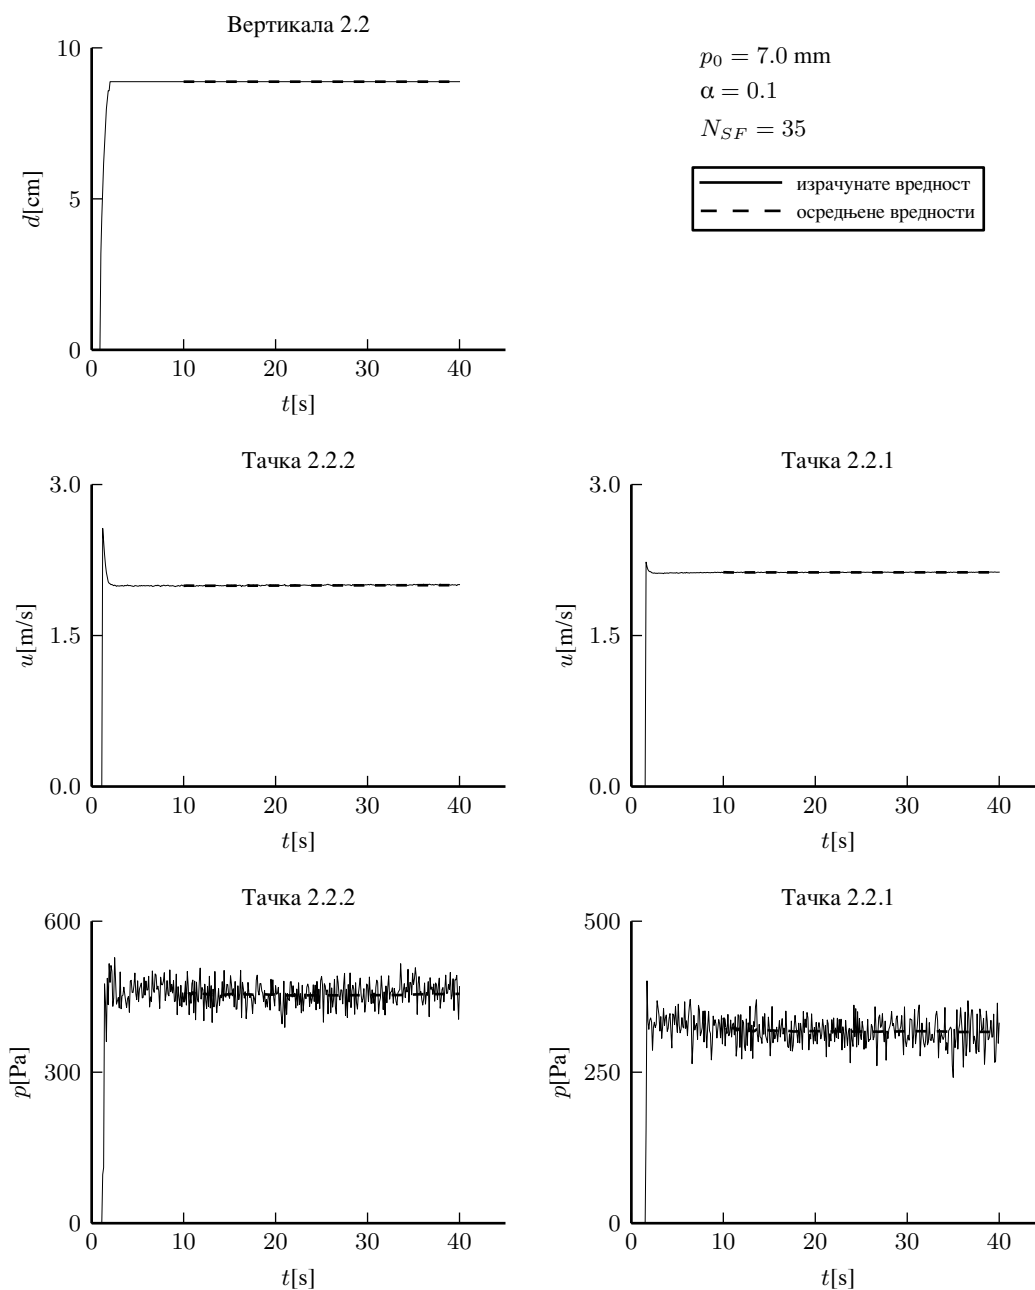 Вертикала 2.2
10
5
0
d[cm]
0 10 20 30 40
t[s]
p₀ = 7.0 mm
α = 0.1
N_SF = 35
израчунате вредност
осредњене вредности
Тачка 2.2.2
3.0
1.5
0.0
u[m/s]
0 10 20 30 40
t[s]
Тачка 2.2.1
3.0
1.5
0.0
u[m/s]
0 10 20 30 40
t[s]
Тачка 2.2.2
600
300
0
p[Pa]
0 10 20 30 40
t[s]
Тачка 2.2.1
500
250
0
p[Pa]
0 10 20 30 40
t[s]